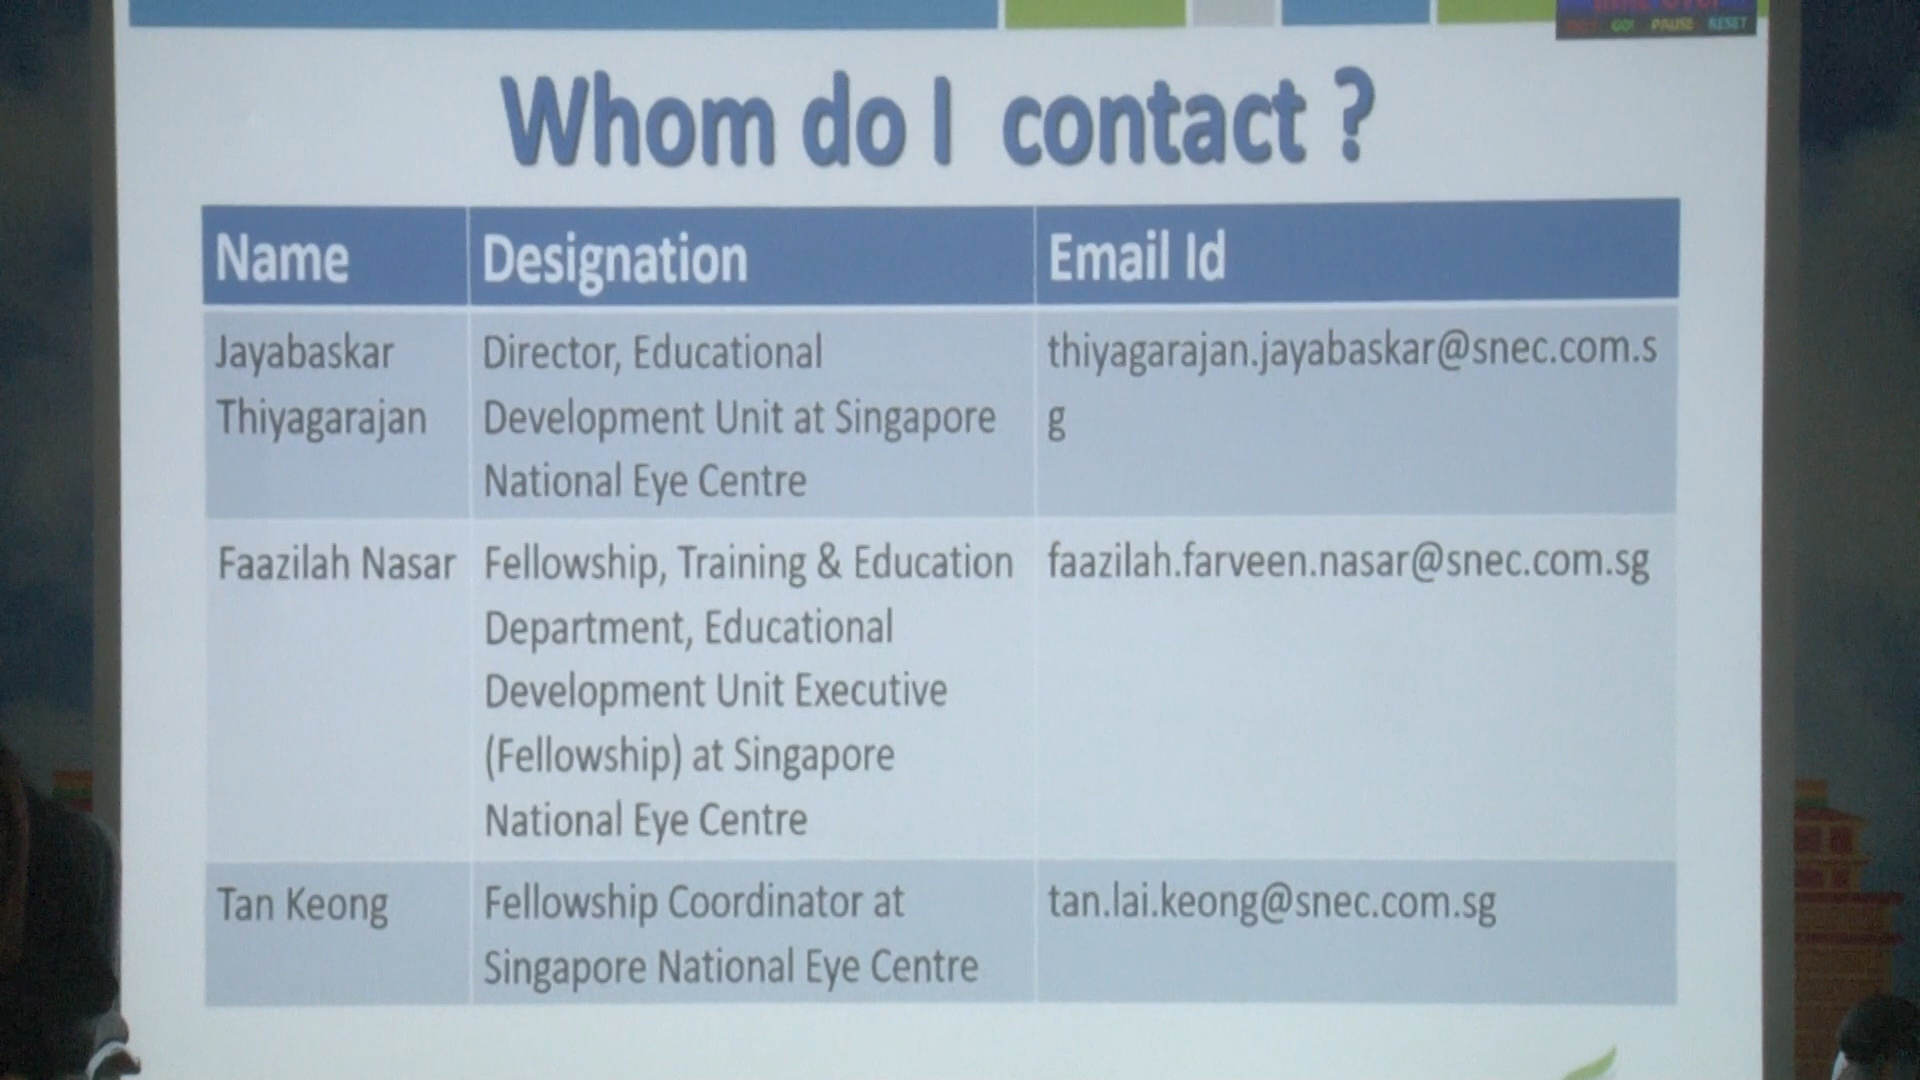 GO! PAUSE RESET
Whom do I contact ?
Name Designation Email Id
Jayabaskar Director, Educational thiyagarajan.jayabaskar@snec.com.s
Thiyagarajan Development Unit at Singapore g
National Eye Centre
Faazilah Nasar Fellowship, Training & Education faazilah.farveen.nasar@snec.com.sg
Department, Educational
Development Unit Executive
(Fellowship) at Singapore
National Eye Centre
Tan Keong Fellowship Coordinator at tan.lai.keong@snec.com.sg
Singapore National Eye Centre